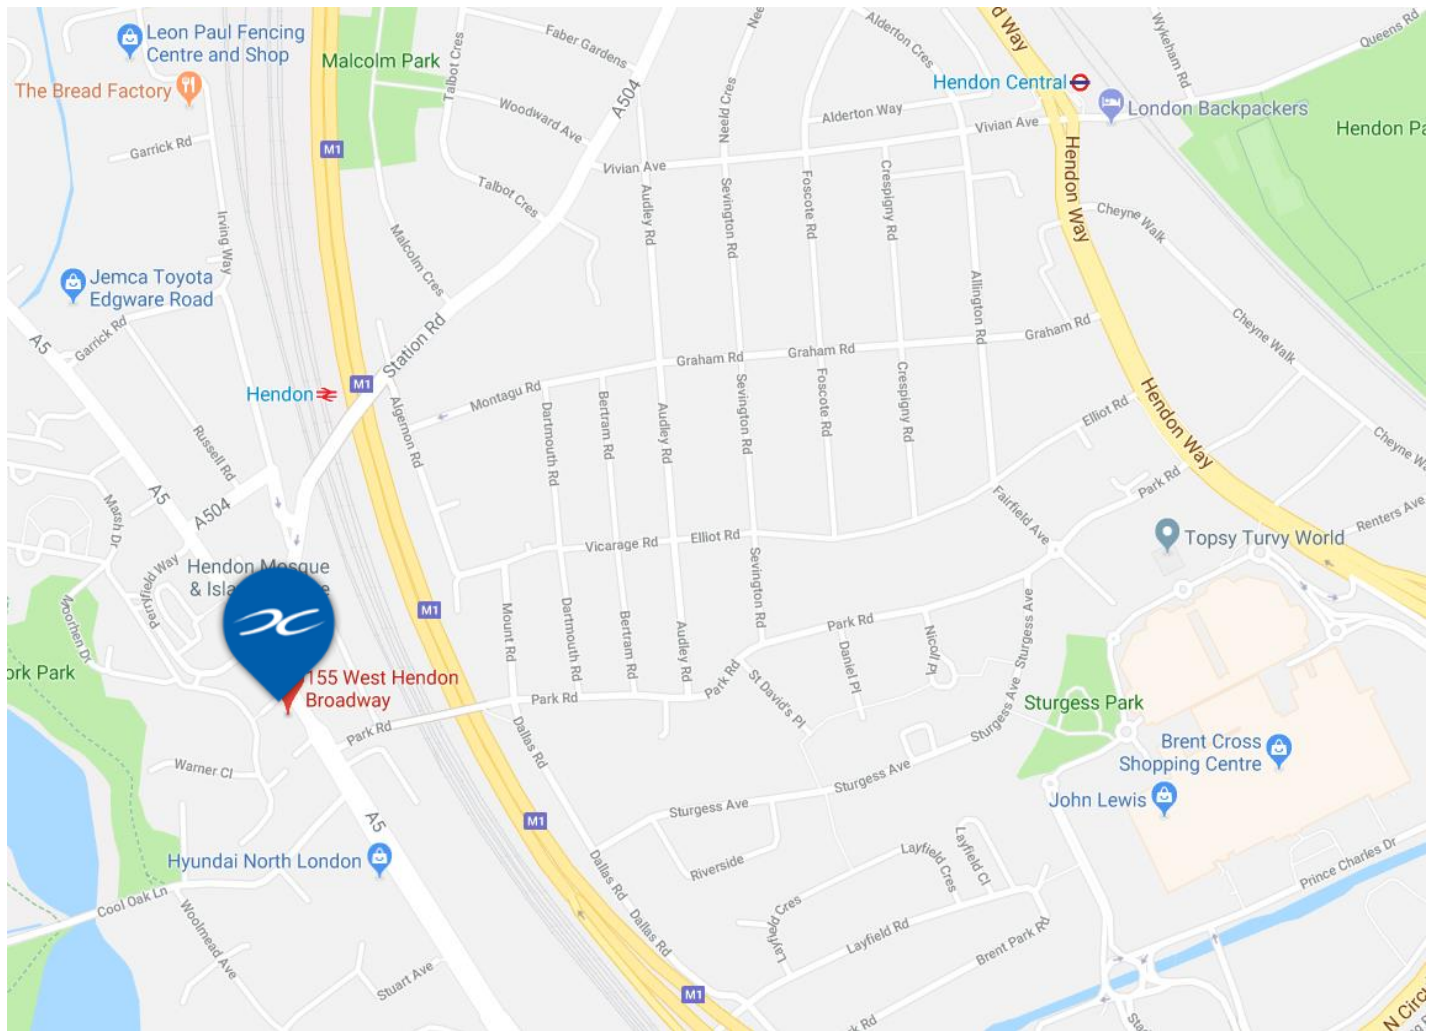 Leon Paul Fencing
Centre and Shop
The Bread Factory
Malcolm Park
Talbot Cres
Faber Gardens
A504
Neeld Cres
Alderton Cres
Hendon Central
Wykeham Rd
Queens Rd
London Backpackers
Alderton Way
Vivian Ave
Woodward Ave
Garrick Rd
M1
Vivian Ave
Hendon Way
Talbot Cres
Audley Rd
Sevington Rd
Foscote Rd
Crespigny Rd
Cheyne Walk
Irving Way
Malcolm Cres
Jemca Toyota
Edgware Road
Garrick Rd
A5
Station Rd
Allington Rd
Graham Rd
Graham Rd
Graham Rd
Cheyne Walk
Hendon
M1
Montagu Rd
Algernon Rd
Dartmouth Rd
Bertram Rd
Audley Rd
Sevington Rd
Foscote Rd
Crespigny Rd
Elliot Rd
Hendon Way
Russell Rd
A5
A504
Marsh Dr
Park Rd
Fairfield Ave
Renters Ave
Topsy Turvy World
Vicarage Rd
Elliot Rd
Hendon Mosque
Perryfield Way
Moorhen Dr
M1
Mount Rd
Dartmouth Rd
Bertram Rd
Audley Rd
Sevington Rd
Park Rd
Daniel Pl
Nicoll Pl
Sturgess Ave
Sturgess Ave
155 West Hendon
Broadway
Park Rd
Park Rd
Park Rd
St David's Pl
Sturgess Park
Dallas Rd
Warner Cl
Brent Cross
Shopping Centre
John Lewis
Sturgess Ave
Sturgess Ave
M1
A5
Hyundai North London
Riverside
Dallas Rd
Dallas Rd
Layfield Cres
Layfield Cl
Layfield Cres
Layfield Rd
Brent Park Rd
Prince Charles Dr
Cool Oak Ln
Woolmead Ave
Stuart Ave
M1